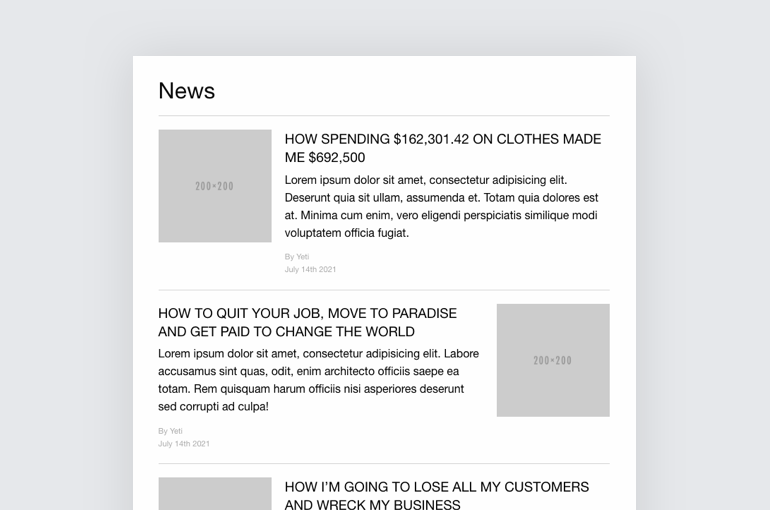 News
200×200
HOW SPENDING $162,301.42 ON CLOTHES MADE
ME $692,500
Lorem ipsum dolor sit amet, consectetur adipisicing elit.
Deserunt quia sit ullam, assumenda et. Totam quia dolores est
at. Minima cum enim, vero eligendi perspiciatis similique modi
voluptatem officia fugiat.
By Yeti
July 14th 2021
HOW TO QUIT YOUR JOB, MOVE TO PARADISE
AND GET PAID TO CHANGE THE WORLD
Lorem ipsum dolor sit amet, consectetur adipisicing elit. Labore
accusamus sint quas, odit, enim architecto officiis saepe ea
totam. Rem quisquam harum officiis nisi asperiores deserunt
sed corrupti ad culpa!
By Yeti
July 14th 2021
200×200
HOW I’M GOING TO LOSE ALL MY CUSTOMERS
AND WRECK MY BUSINESS